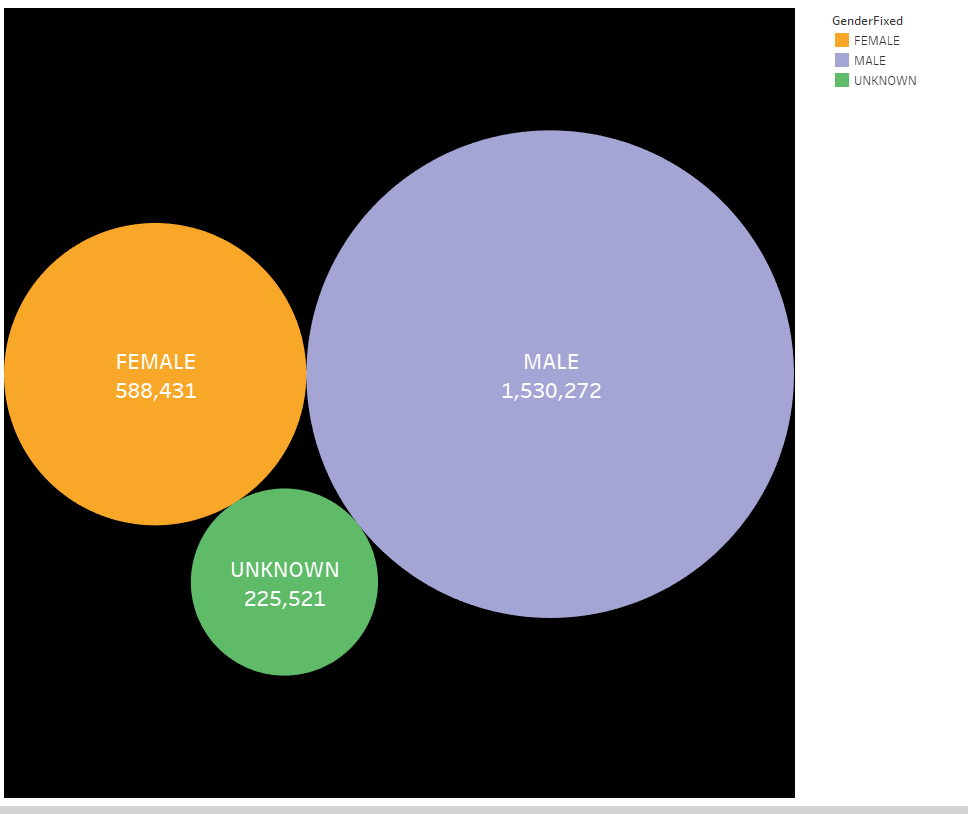 GenderFixed
FEMALE
MALE
UNKNOWN
FEMALE
588,431
MALE
1,530,272
UNKNOWN
225,521